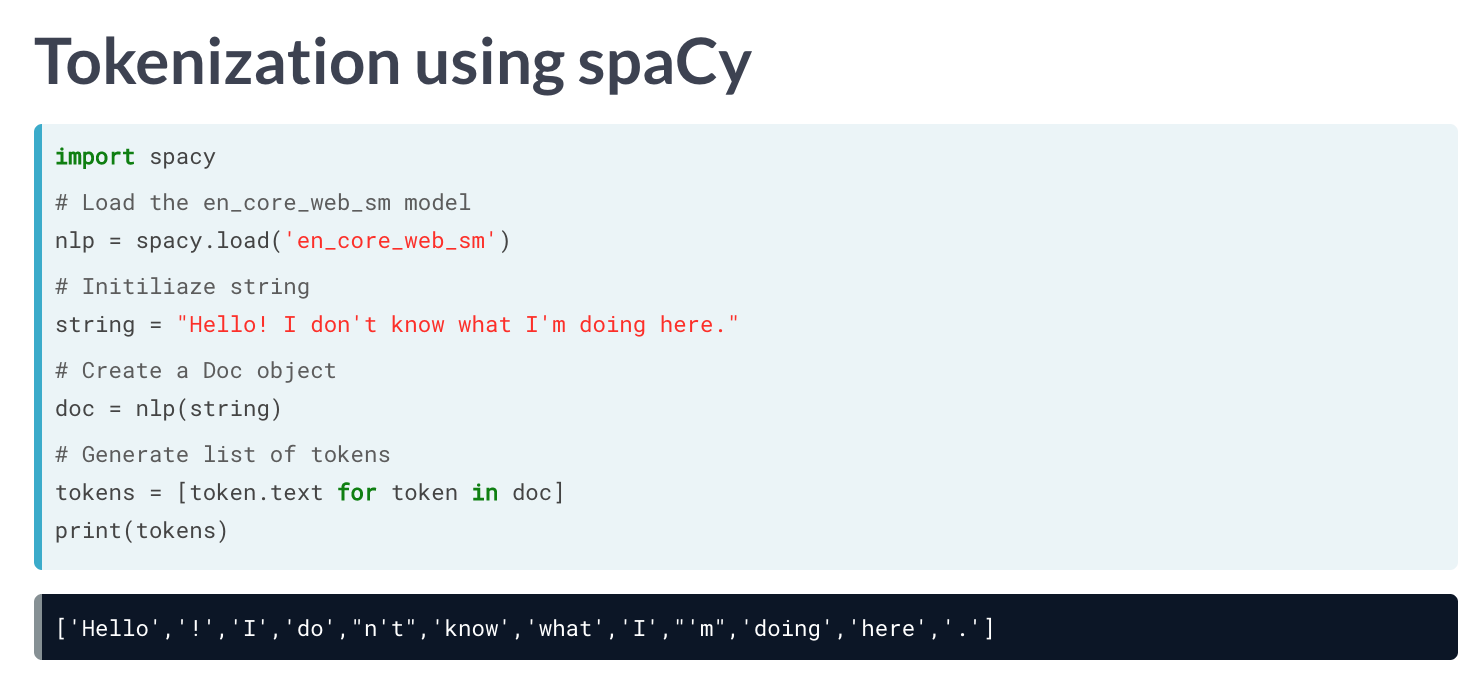 Tokenization using spaCy
import spacy
# Load the en_core_web_sm model
nlp = spacy.load('en_core_web_sm')
# Initiliaze string
string = "Hello! I don't know what I'm doing here."
# Create a Doc object
doc = nlp(string)
# Generate list of tokens
tokens = [token.text for token in doc]
print(tokens)
['Hello','!','I','do',"n't",'know','what','I',"'m",'doing','here','.']